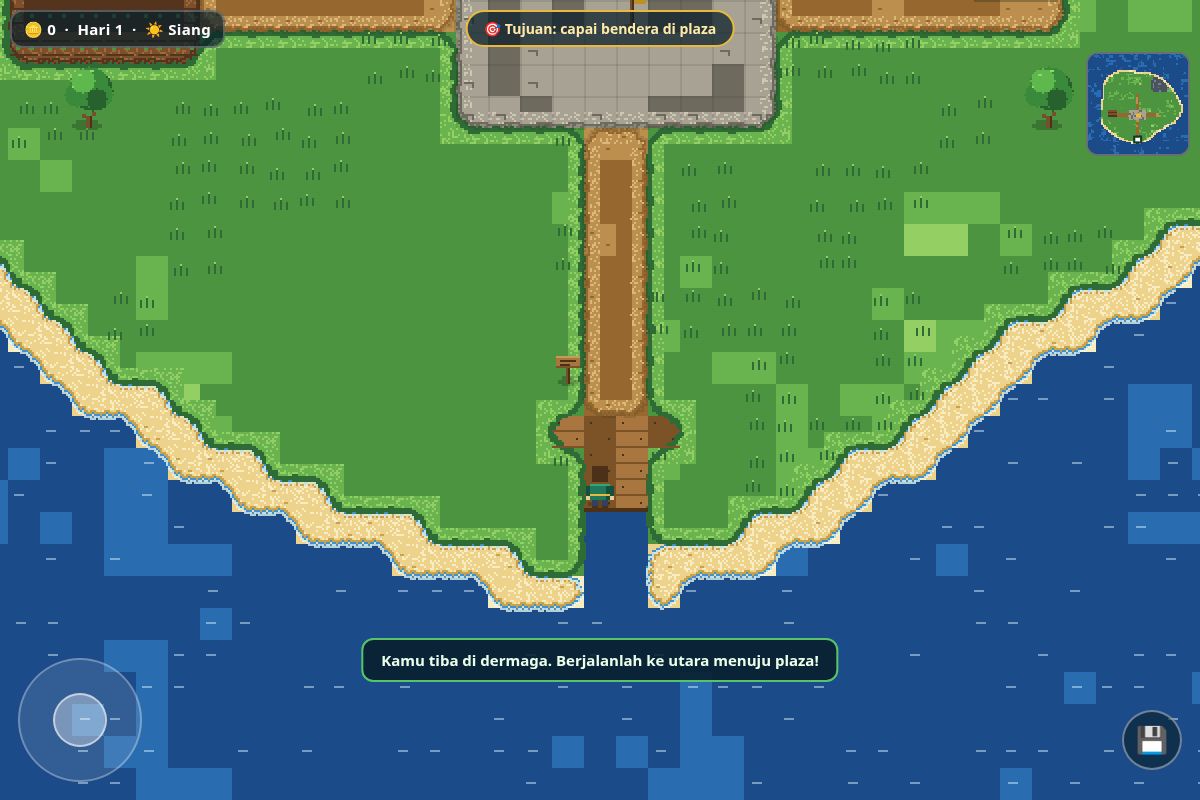 🪙 0 · Hari 1 · ☀️ Siang
🎯 Tujuan: capai bendera di plaza
Kamu tiba di dermaga. Berjalanlah ke utara menuju plaza!